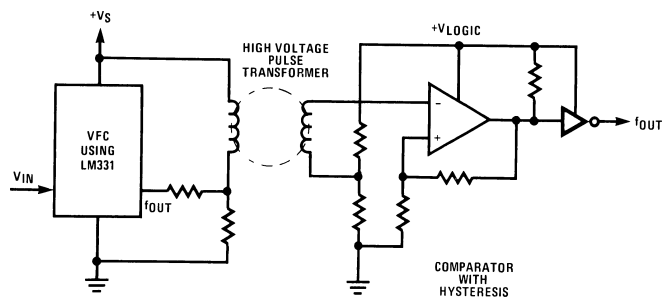 +VS
HIGH VOLTAGE
PULSE
TRANSFORMER
+VLOGIC
VFC
USING
LM331
VIN
fOUT
−
+
fOUT
COMPARATOR
WITH
HYSTERESIS